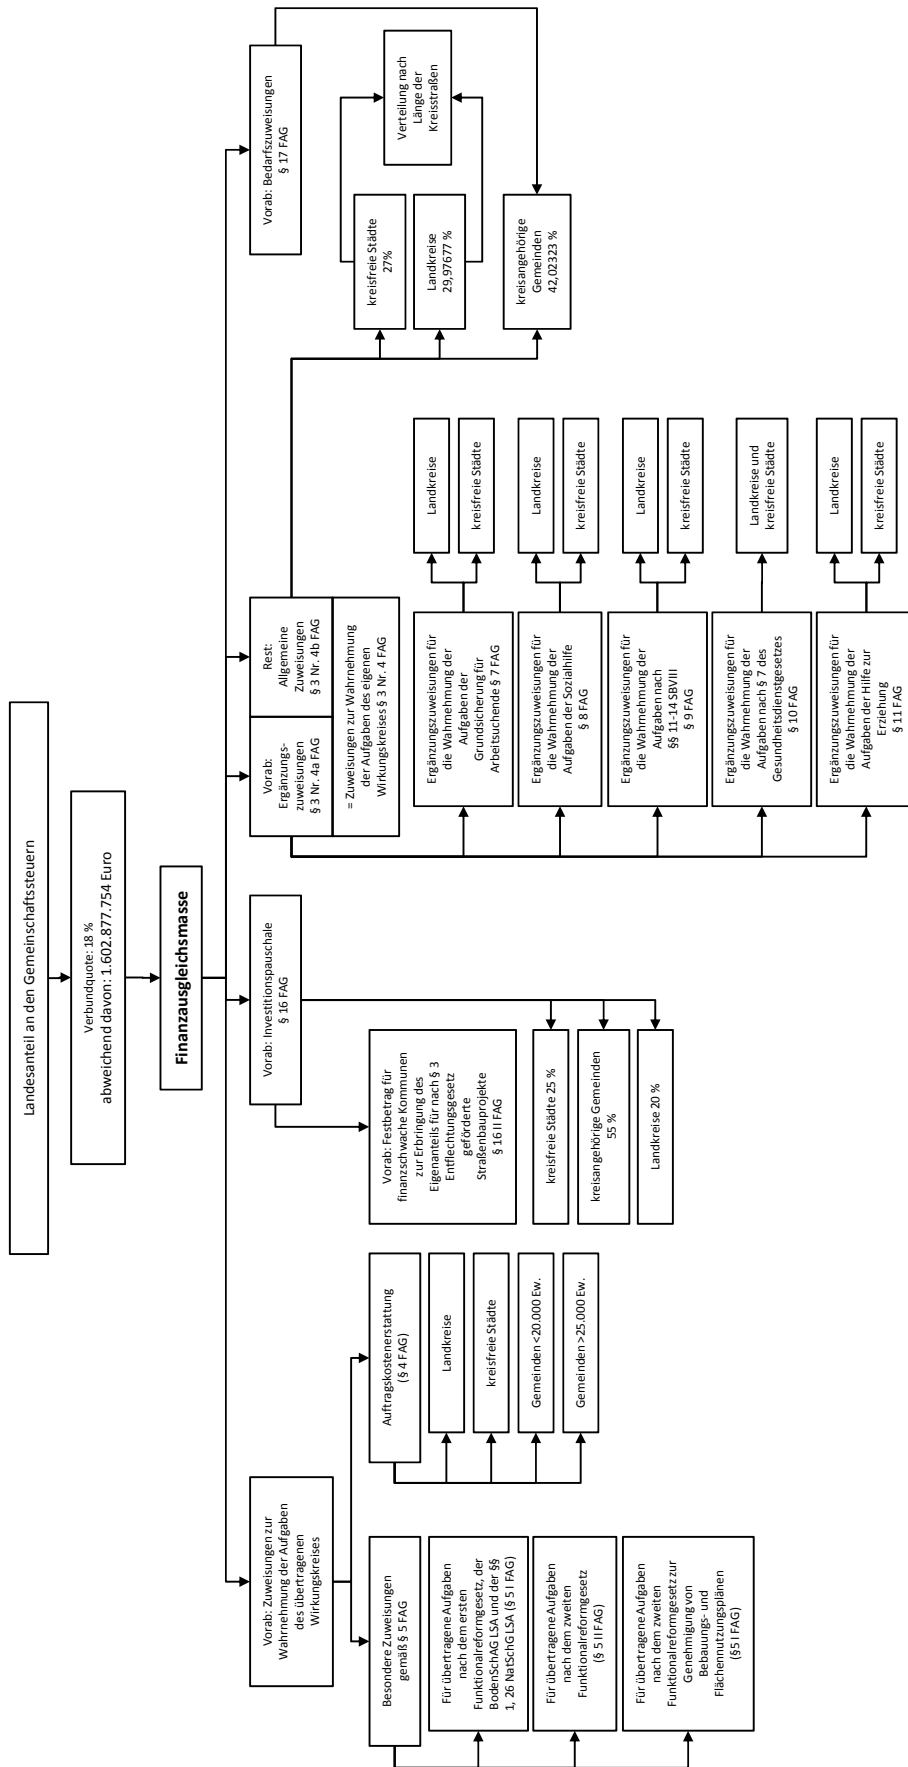 Landesanteil an den Gemeinschaftssteuern
Verbundquote: 18 %
abweichend davon: 1.602.877.754 Euro
Finanzausgleichsmasse
Vorab: Zuweisungen zur
Wahrnehmung der Aufgaben
des übertragenen
Wirkungskreises
Besondere Zuweisungen
gemäß § 5 FAG
Für übertragene Aufgaben
nach dem ersten
Funktionalreformgesetz, der
BodenSchAG LSA und der §§
1, 26 NatSchG LSA (§ 5 I FAG)
Für übertragene Aufgaben
nach dem zweiten
Funktionalreformgesetz
(§ 5 II FAG)
Für übertragene Aufgaben
nach dem zweiten
Funktionalreformgesetz zur
Genehmigung von
Bebauungs- und
Flächennutzungsplänen
(§5 I FAG)
Auftragskostenerstattung
(§ 4 FAG)
Landkreise
kreisfreie Städte
Gemeinden <20.000 Ew.
Gemeinden >25.000 Ew.
Vorab: Investitionspauschale
§ 16 FAG
Vorab: Festbetrag für
finanzschwache Kommunen
zur Erbringung des
Eigenanteils für nach § 3
Entflechtungsgesetz
geförderte
Straßenbauprojekte
§ 16 II FAG
kreisfreie Städte 25 %
kreisangehörige Gemeinden
55 %
Landkreise 20 %
Vorab:
Ergänzungs-
zuweisungen
§ 3 Nr. 4a FAG
Rest:
Allgemeine
Zuweisungen
§ 3 Nr. 4b FAG
= Zuweisungen zur Wahrnehmung
der Aufgaben des eigenen
Wirkungskreises § 3 Nr. 4 FAG
Ergänzungszuweisungen für
die Wahrnehmung der
Aufgaben der
Grundsicherung für
Arbeitsuchende § 7 FAG
Landkreise
kreisfreie Städte
Ergänzungszuweisungen für
die Wahrnehmung der
Aufgaben der Sozialhilfe
§ 8 FAG
Landkreise
kreisfreie Städte
Ergänzungszuweisungen für
die Wahrnehmung der
Aufgaben nach
§§ 11-14 SBVIII
§ 9 FAG
Landkreise
kreisfreie Städte
Ergänzungszuweisungen für
die Wahrnehmung der
Aufgaben nach § 7 des
Gesundheitsdienstgesetzes
§ 10 FAG
Landkreise und
kreisfreie Städte
Ergänzungszuweisungen für
die Wahrnehmung der
Aufgaben der Hilfe zur
Erziehung
§ 11 FAG
Landkreise
kreisfreie Städte
Vorab: Bedarfszuweisungen
§ 17 FAG
kreisfreie Städte
27%
Landkreise
29,97677 %
Verteilung nach
Länge der
Kreisstraßen
kreisangehörige
Gemeinden
42,02323 %